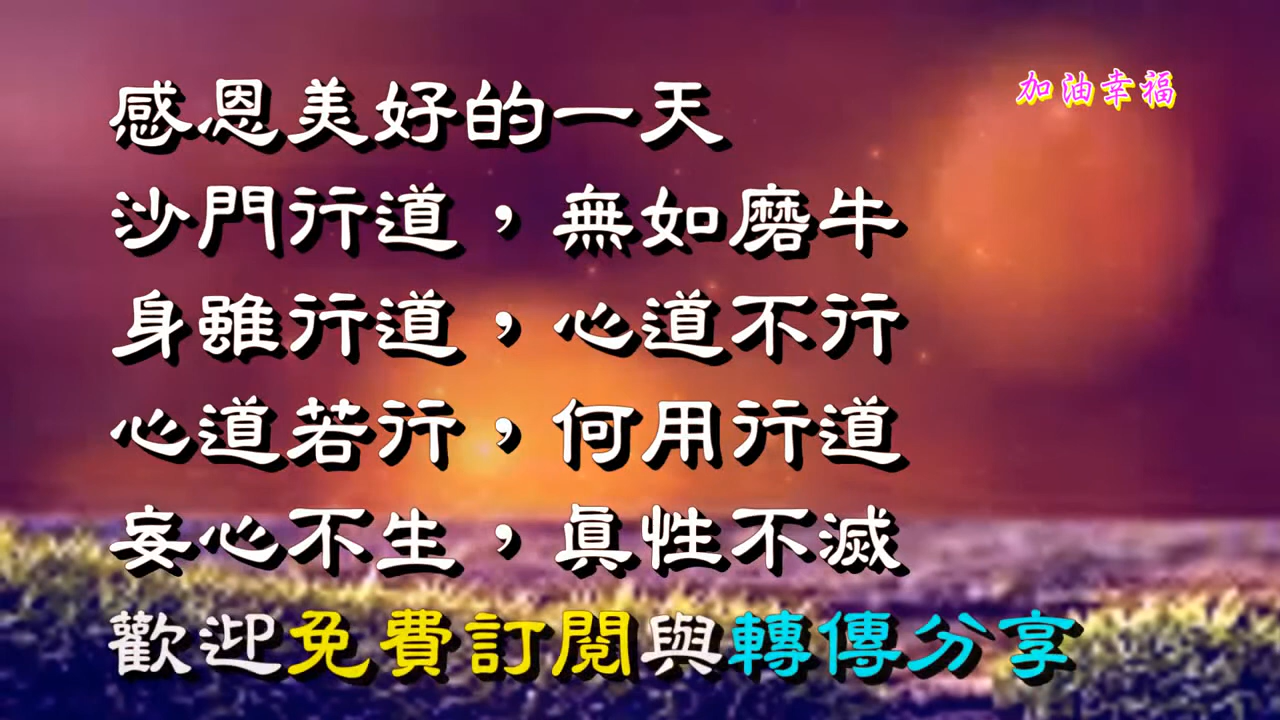 加油幸福
感恩美好的一天
沙門行道，無如磨牛
身雖行道，心道不行
心道若行，何用行道
妄心不生，真性不滅
歡迎免費訂閱與轉傳分享